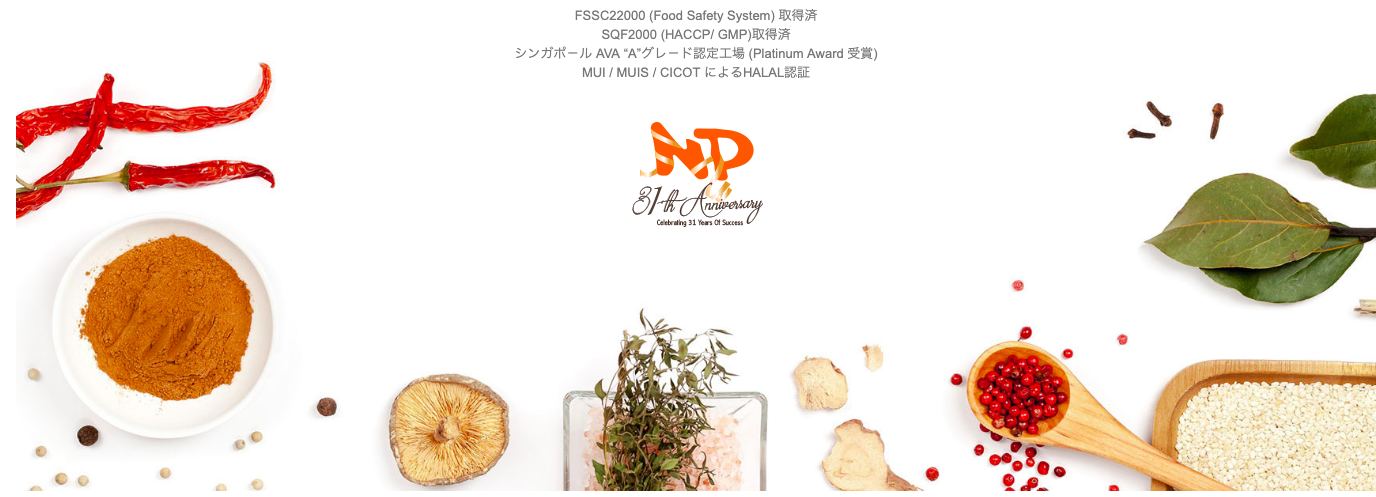 FSSC22000 (Food Safety System) 取得済
SQF2000 (HACCP/ GMP)取得済
シンガポール AVA “A”グレード認定工場 (Platinum Award 受賞)
MUI / MUIS / CICOT によるHALAL認証
NP
31th Anniversary
Celebrating 31 Years Of Success